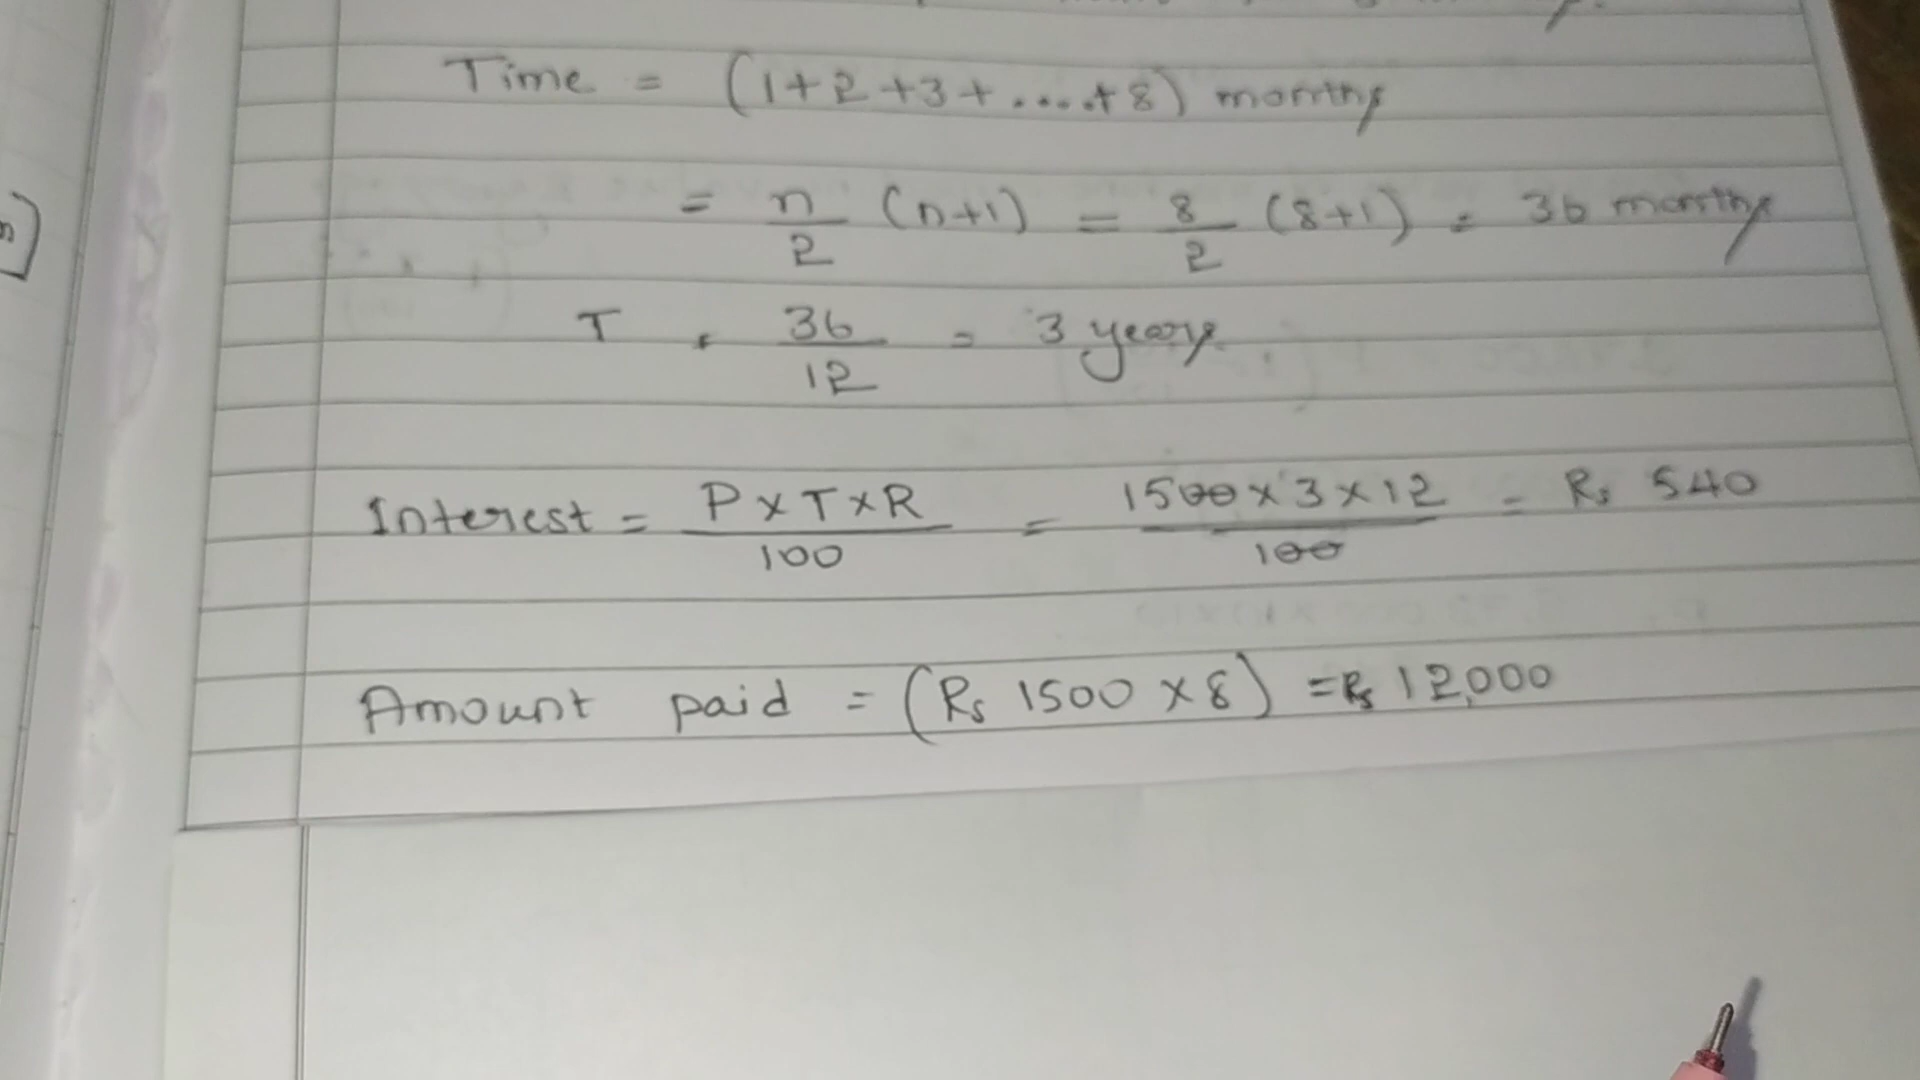 Time = (1+2+3+.....+8) months
= n/2 (n+1) = 8/2 (8+1) = 36 months
T = 36/12 = 3 years
Interest = P×T×R/100 = 1500×3×12/100 = Rs 540
Amount paid = (Rs 1500 × 8) = Rs 12,000